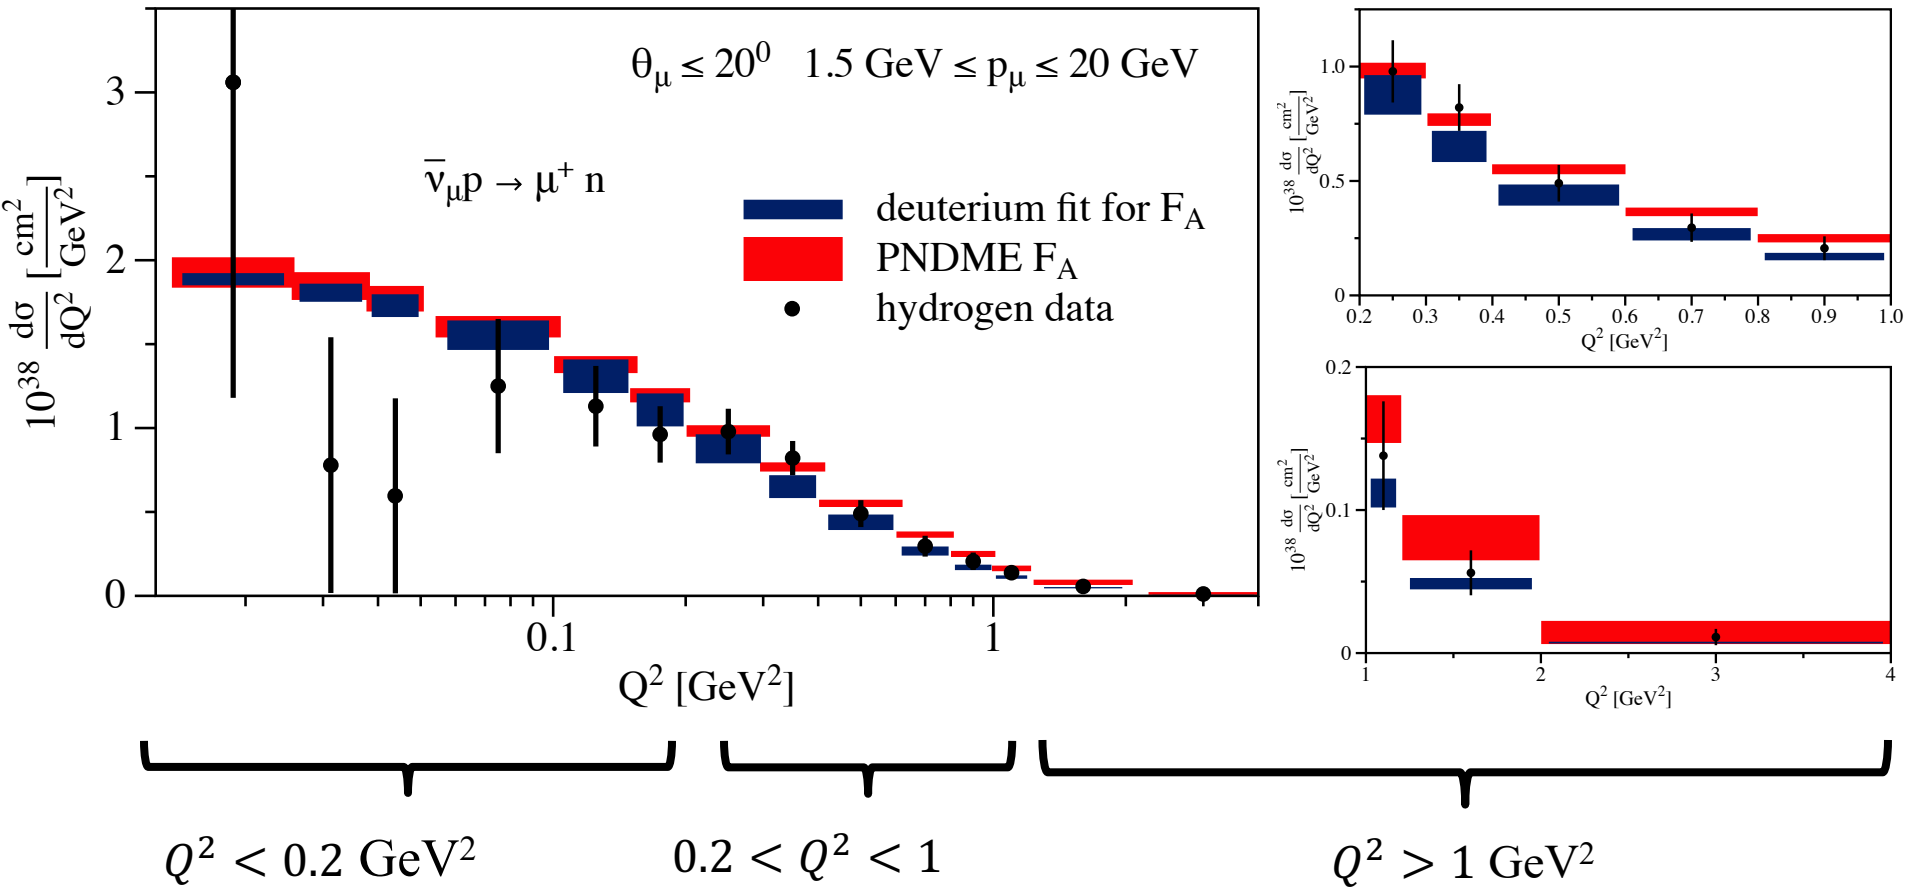 θμ ≤ 20⁰ 1.5 GeV ≤ pμ ≤ 20 GeV
ν̅μp → μ⁺ n
deuterium fit for F_A
PNDME F_A
hydrogen data
10³⁸ dσ/dQ² [cm²/GeV²]
3
2
1
0
0.1 1
Q² [GeV²]
10³⁸ dσ/dQ² [cm²/GeV²]
1.0
0.5
0
0.2 0.3 0.4 0.5 0.6 0.7 0.8 0.9 1.0
Q² [GeV²]
10³⁸ dσ/dQ² [cm²/GeV²]
0.2
0.1
0
1 2 3 4
Q² [GeV²]
Q² < 0.2 GeV²
0.2 < Q² < 1
Q² > 1 GeV²